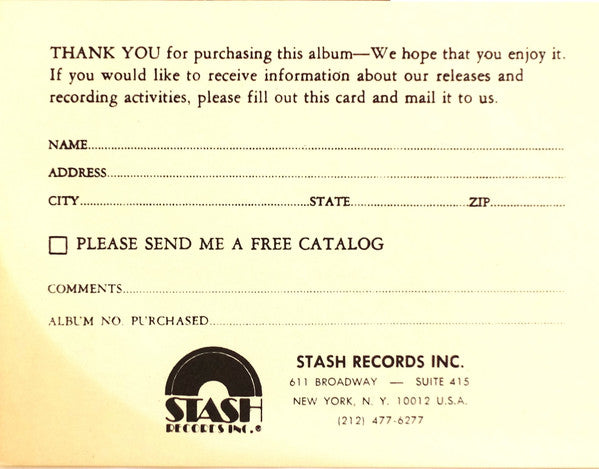 THANK YOU for purchasing this album—We hope that you enjoy it.
If you would like to receive information about our releases and
recording activities, please fill out this card and mail it to us.
NAME
ADDRESS
CITY STATE ZIP
PLEASE SEND ME A FREE CATALOG
COMMENTS
ALBUM NO. PURCHASED
STASH
RECORDS INC.®
STASH RECORDS INC.
611 BROADWAY — SUITE 415
NEW YORK, N. Y. 10012 U.S.A.
(212) 477-6277